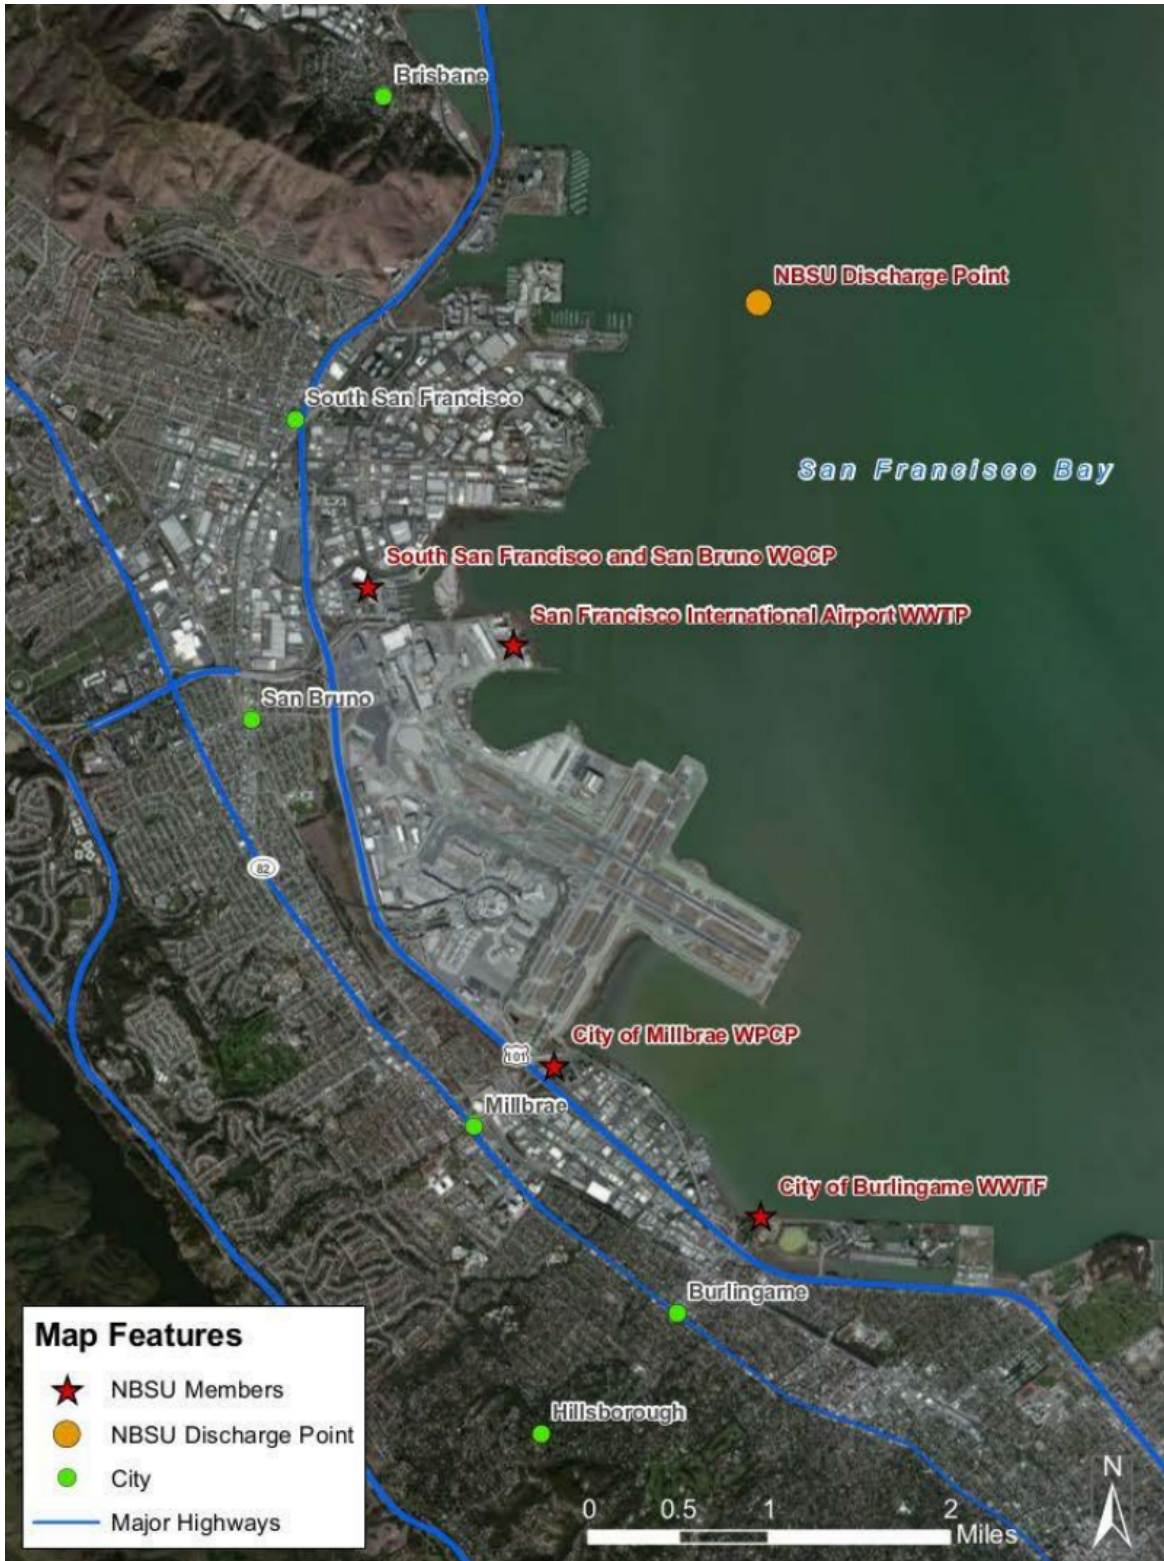 Brisbane
NBSU Discharge Point
South San Francisco
San Francisco Bay
South San Francisco and San Bruno WQCP
San Francisco International Airport WWTP
San Bruno
82
City of Millbrae WPCP
101
Millbrae
City of Burlingame WWTF
Burlingame
Hillsborough
Map Features
NBSU Members
NBSU Discharge Point
City
Major Highways
N
0 0.5 1 2
Miles